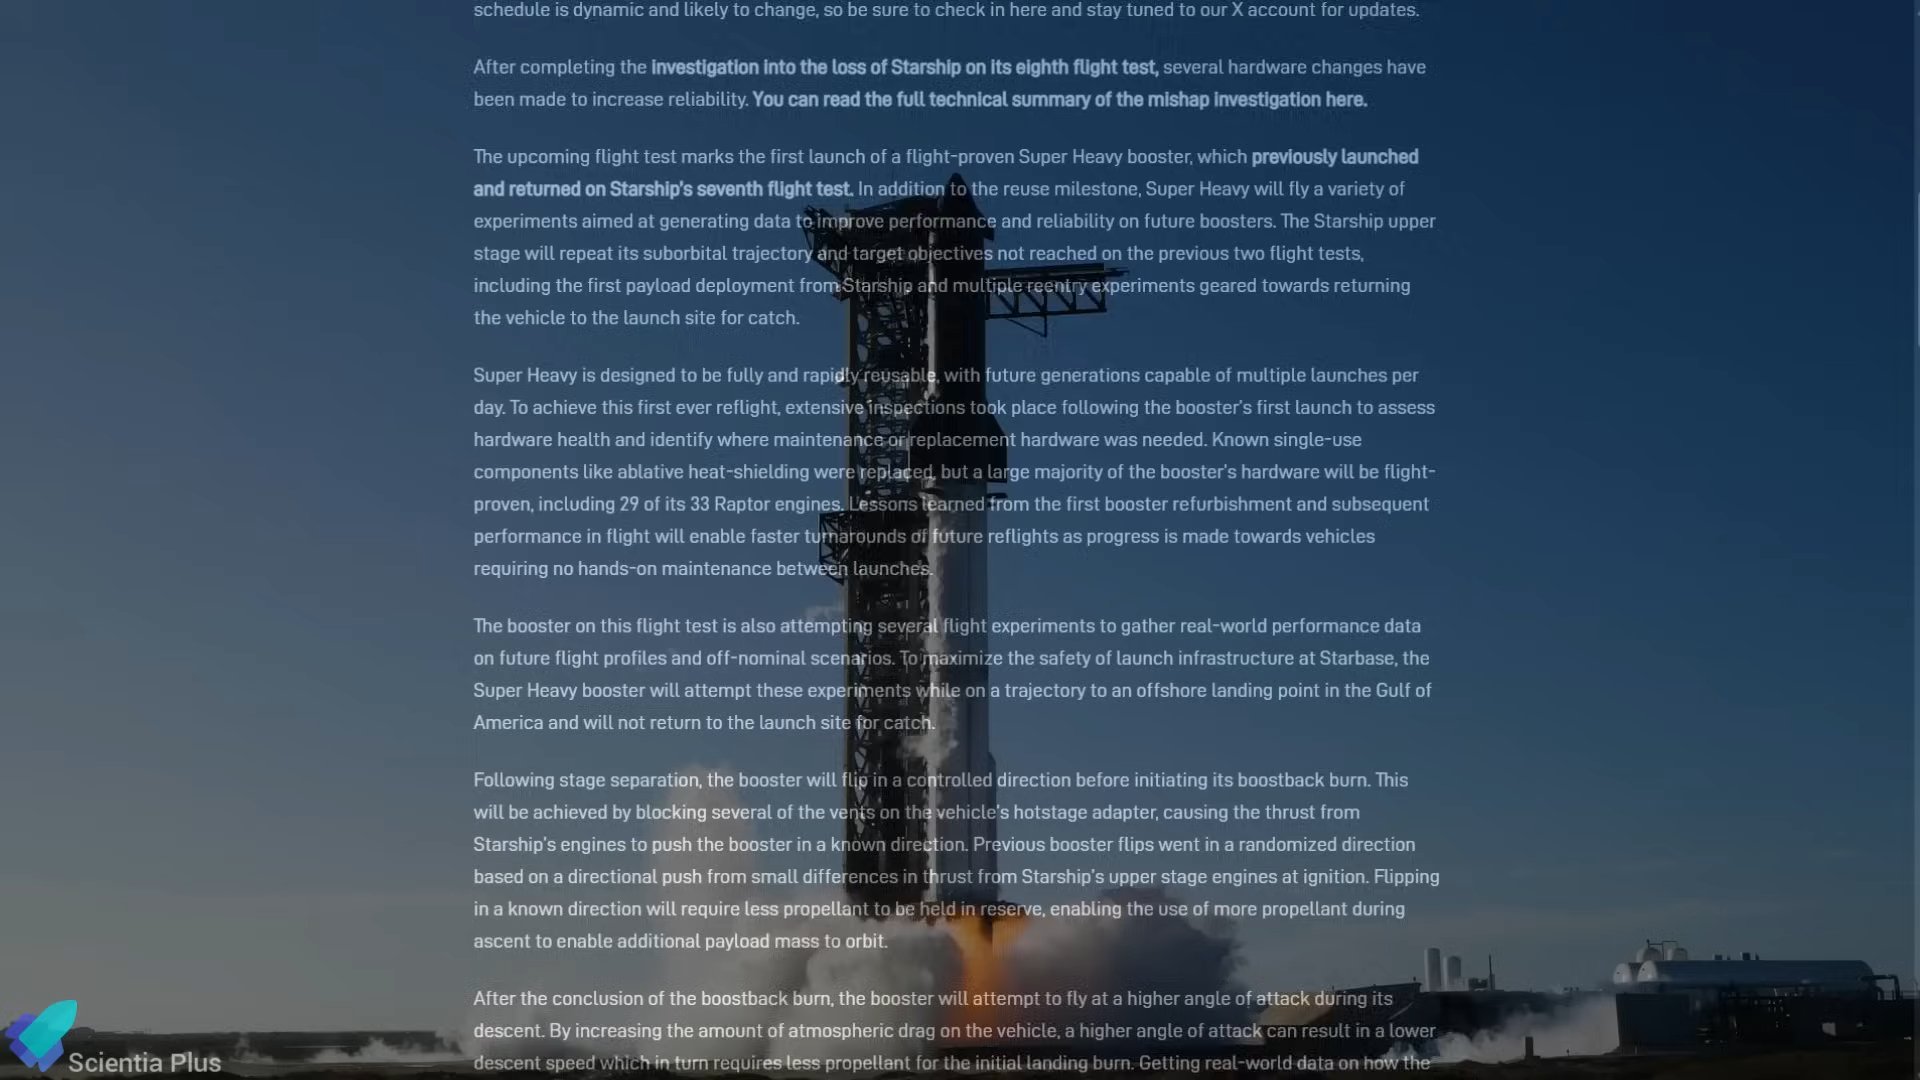 schedule is dynamic and likely to change, so be sure to check in here and stay tuned to our X account for updates.
After completing the investigation into the loss of Starship on its eighth flight test, several hardware changes have
been made to increase reliability. You can read the full technical summary of the mishap investigation here.
The upcoming flight test marks the first launch of a flight-proven Super Heavy booster, which previously launched
and returned on Starship's seventh flight test. In addition to the reuse milestone, Super Heavy will fly a variety of
experiments aimed at generating data to improve performance and reliability on future boosters. The Starship upper
stage will repeat its suborbital trajectory and target objectives not reached on the previous two flight tests,
including the first payload deployment from Starship and multiple reentry experiments geared towards returning
the vehicle to the launch site for catch.
Super Heavy is designed to be fully and rapidly reusable, with future generations capable of multiple launches per
day. To achieve this first ever reflight, extensive inspections took place following the booster's first launch to assess
hardware health and identify where maintenance or replacement hardware was needed. Known single-use
components like ablative heat-shielding were replaced, but a large majority of the booster's hardware will be flight-
proven, including 29 of its 33 Raptor engines. Lessons learned from the first booster refurbishment and subsequent
performance in flight will enable faster turnarounds of future reflights as progress is made towards vehicles
requiring no hands-on maintenance between launches.
The booster on this flight test is also attempting several flight experiments to gather real-world performance data
on future flight profiles and off-nominal scenarios. To maximize the safety of launch infrastructure at Starbase, the
Super Heavy booster will attempt these experiments while on a trajectory to an offshore landing point in the Gulf of
America and will not return to the launch site for catch.
Following stage separation, the booster will flip in a controlled direction before initiating its boostback burn. This
will be achieved by blocking several of the vents on the vehicle's hotstage adapter, causing the thrust from
Starship's engines to push the booster in a known direction. Previous booster flips went in a randomized direction
based on a directional push from small differences in thrust from Starship's upper stage engines at ignition. Flipping
in a known direction will require less propellant to be held in reserve, enabling the use of more propellant during
ascent to enable additional payload mass to orbit.
After the conclusion of the boostback burn, the booster will attempt to fly at a higher angle of attack during its
descent. By increasing the amount of atmospheric drag on the vehicle, a higher angle of attack can result in a lower
descent speed which in turn requires less propellant for the initial landing burn. Getting real-world data on how the
Scientia Plus